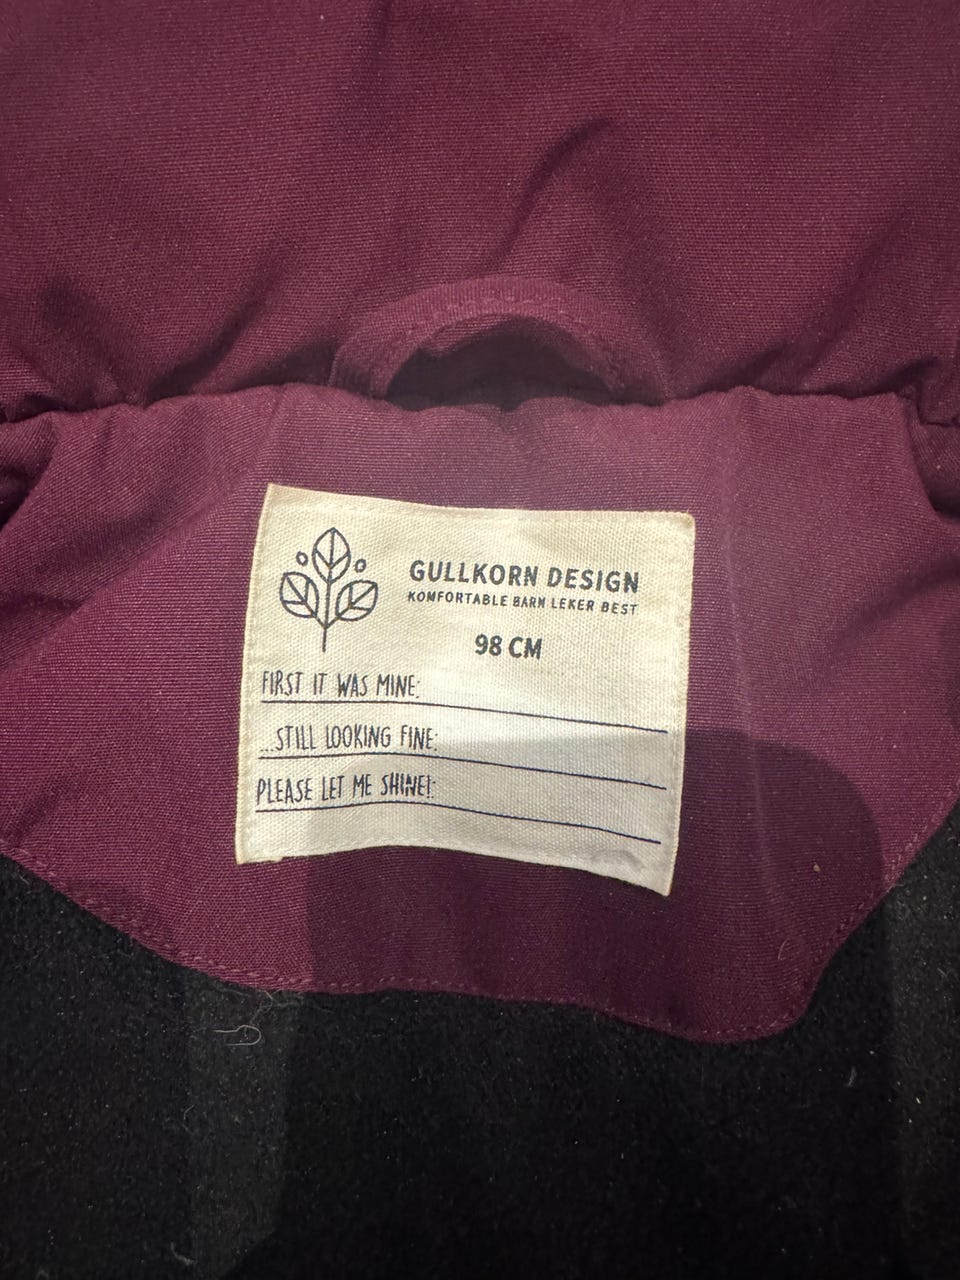 GULLKORN DESIGN
KOMFORTABLE BARN LEKER BEST
98 CM
FIRST IT WAS MINE:
...STILL LOOKING FINE:
PLEASE LET ME SHINE!: